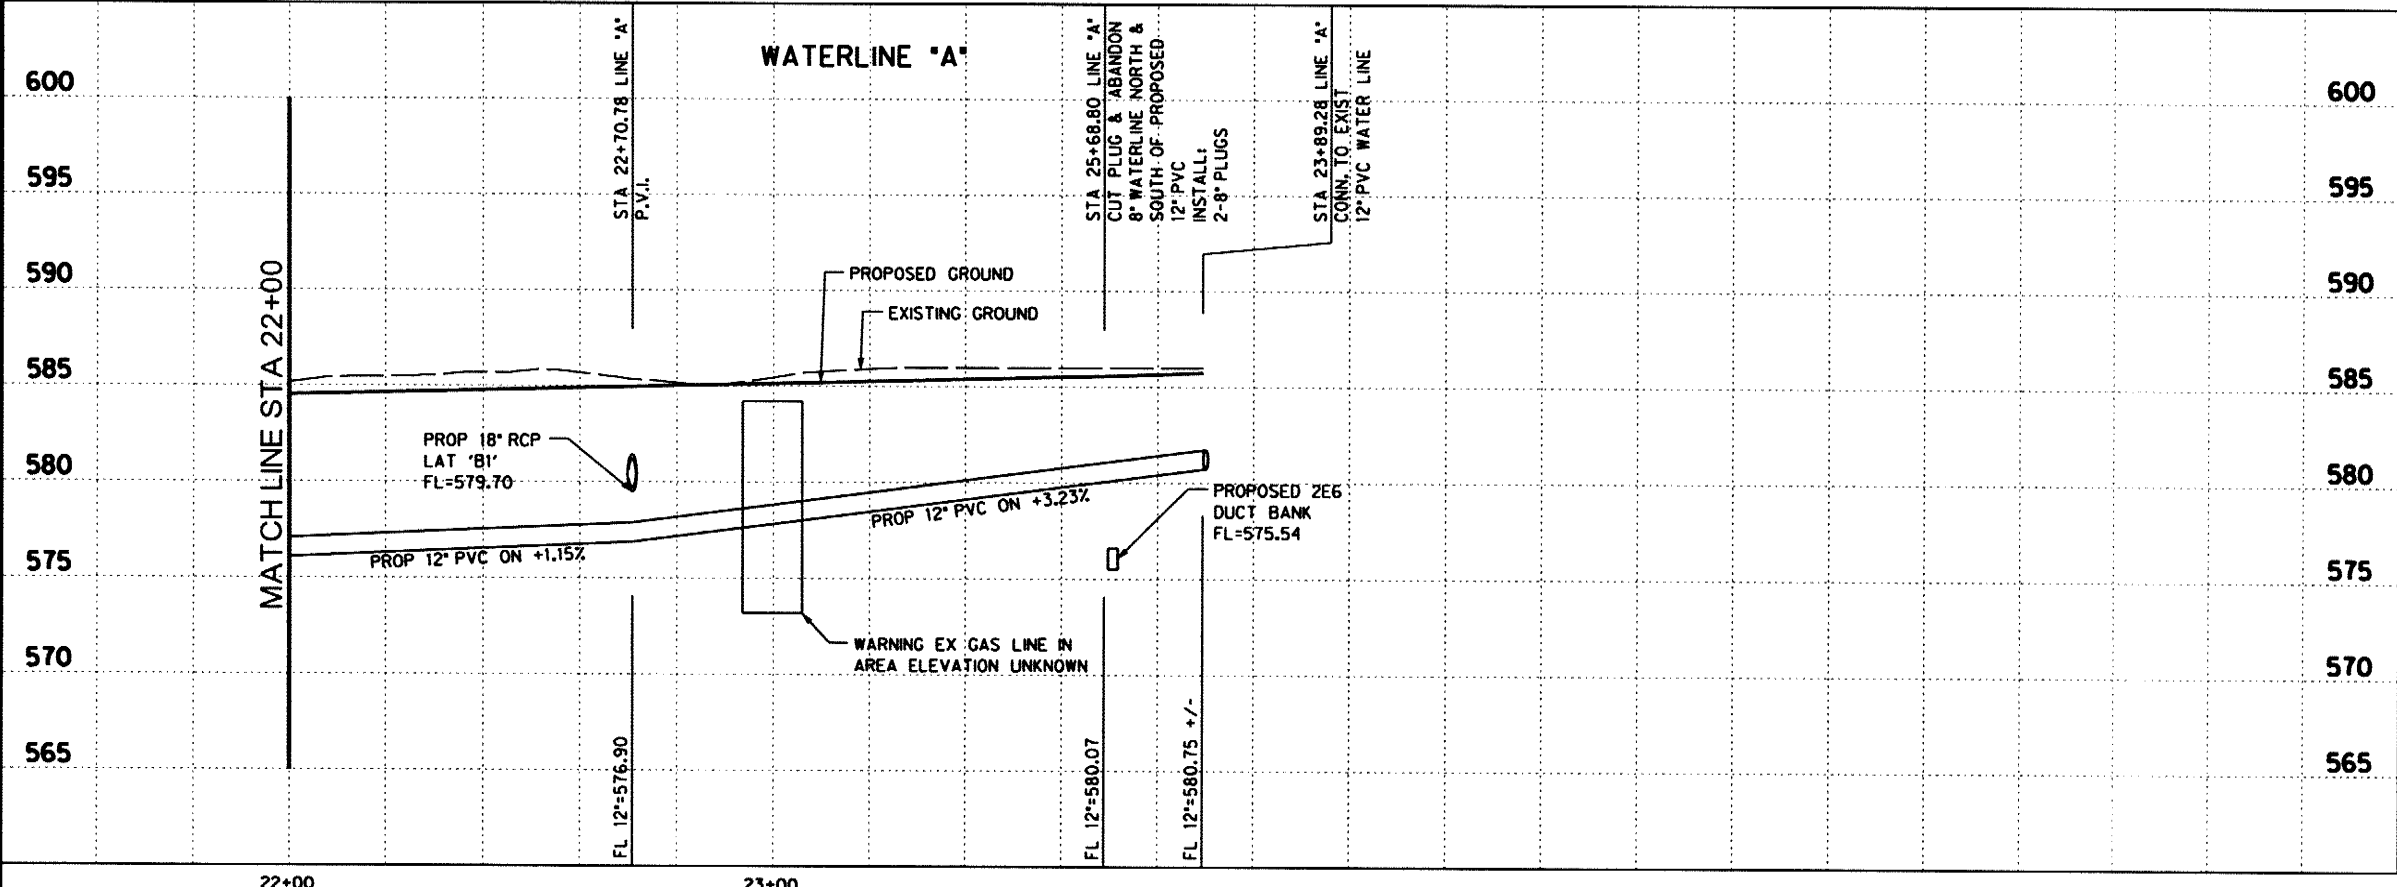 WATERLINE "A"
600
595
590
585
580
575
570
565
MATCH LINE STA 22+00
STA 22+70.78 LINE "A"
P.V.I.
STA 25+68.80 LINE "A"
CUT PLUG & ABANDON
8" WATERLINE NORTH &
SOUTH OF PROPOSED
12" PVC
INSTALL:
2-8" PLUGS
STA 23+89.28 LINE "A"
CONN. TO EXIST
12" PVC WATER LINE
600
595
590
585
580
575
570
565
PROPOSED GROUND
EXISTING GROUND
PROP 18" RCP
LAT 'B1'
FL=579.70
PROP 12" PVC ON +1.15%
PROP 12" PVC ON +3.23%
PROPOSED 2E6
DUCT BANK
FL=575.54
WARNING EX GAS LINE IN
AREA ELEVATION UNKNOWN
FL 12"=576.90
FL 12"=580.07
FL 12"=580.75 +/-
22+00
23+00